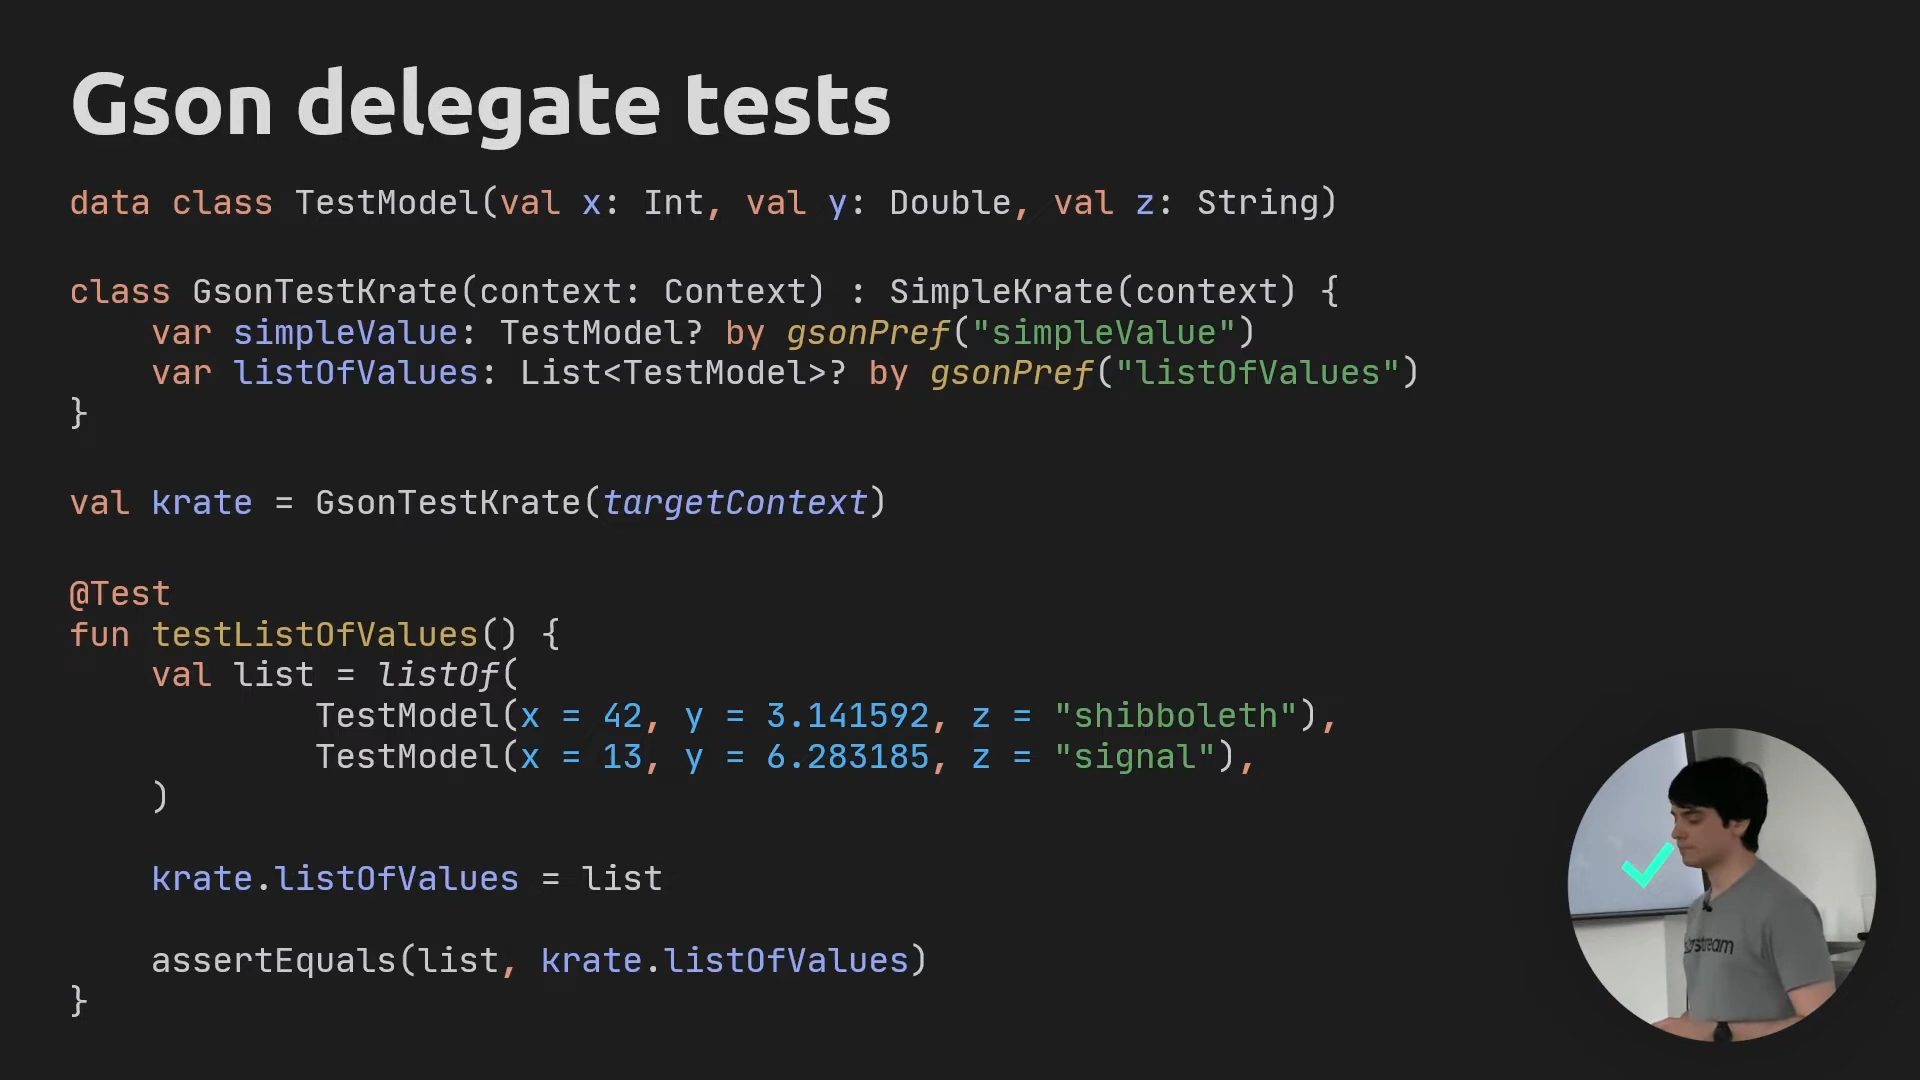 Gson delegate tests
data class TestModel(val x: Int, val y: Double, val z: String)
class GsonTestKrate(context: Context) : SimpleKrate(context) {
    var simpleValue: TestModel? by gsonPref("simpleValue")
    var listOfValues: List<TestModel>? by gsonPref("listOfValues")
}
val krate = GsonTestKrate(targetContext)
@Test
fun testListOfValues() {
    val list = listOf(
            TestModel(x = 42, y = 3.141592, z = "shibboleth"),
            TestModel(x = 13, y = 6.283185, z = "signal"),
    )
    krate.listOfValues = list
    assertEquals(list, krate.listOfValues)
}